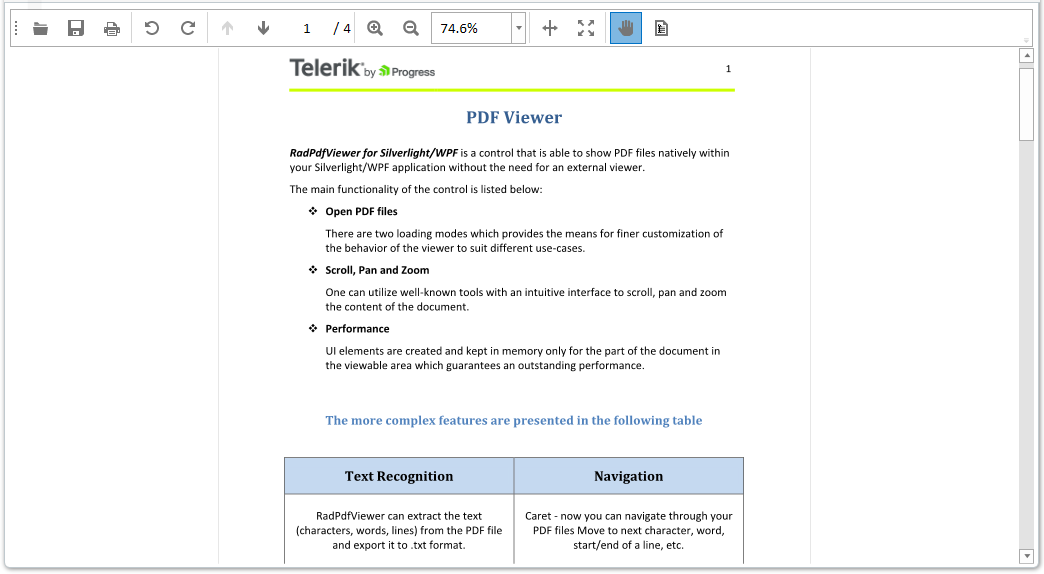 1 / 4 74.6%
Telerik by Progress 1
PDF Viewer
RadPdfViewer for Silverlight/WPF is a control that is able to show PDF files natively within
your Silverlight/WPF application without the need for an external viewer.
The main functionality of the control is listed below:
❖ Open PDF files
There are two loading modes which provides the means for finer customization of
the behavior of the viewer to suit different use-cases.
❖ Scroll, Pan and Zoom
One can utilize well-known tools with an intuitive interface to scroll, pan and zoom
the content of the document.
❖ Performance
UI elements are created and kept in memory only for the part of the document in
the viewable area which guarantees an outstanding performance.
The more complex features are presented in the following table
Text Recognition
RadPdfViewer can extract the text
(characters, words, lines) from the PDF file
and export it to .txt format.
Navigation
Caret - now you can navigate through your
PDF files Move to next character, word,
start/end of a line, etc.